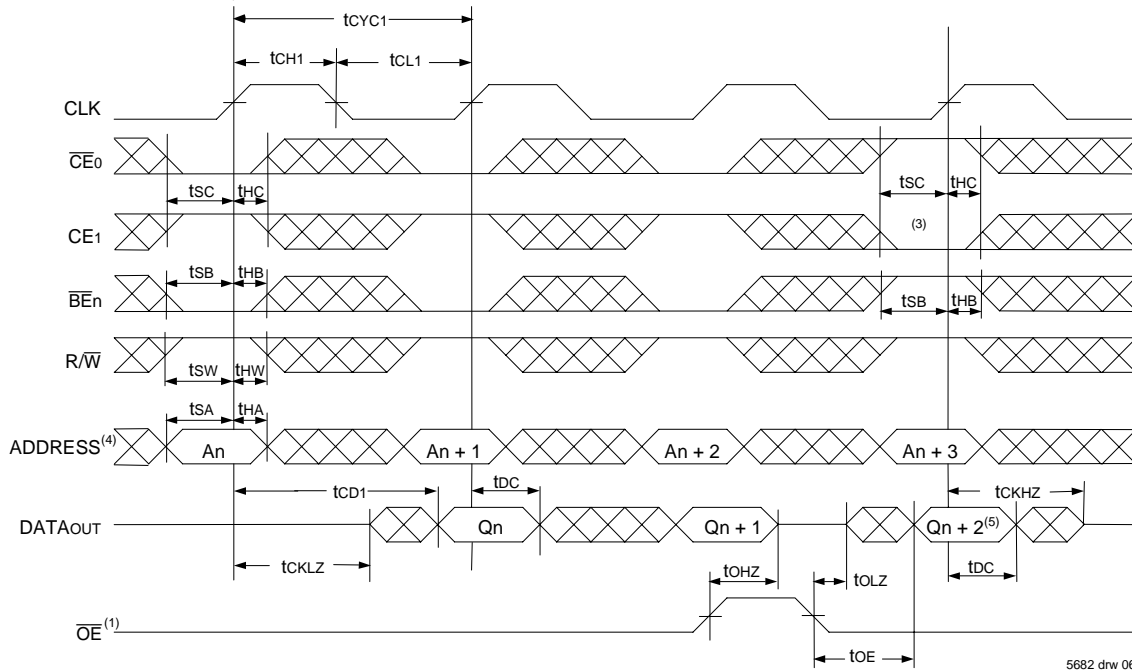 tCYC1
tCH1 tCL1
CLK
CE0
tSC tHC tSC tHC
CE1 (3)
tSB tHB
BEn tSB tHB
R/W
tSW tHW
tSA tHA
ADDRESS(4) An An + 1 An + 2 An + 3
tCD1 tDC tCKHZ
DATAOUT Qn Qn + 1 Qn + 2(5)
tCKLZ tOHZ tOLZ tDC
OE(1)
tOE
5682 drw 06